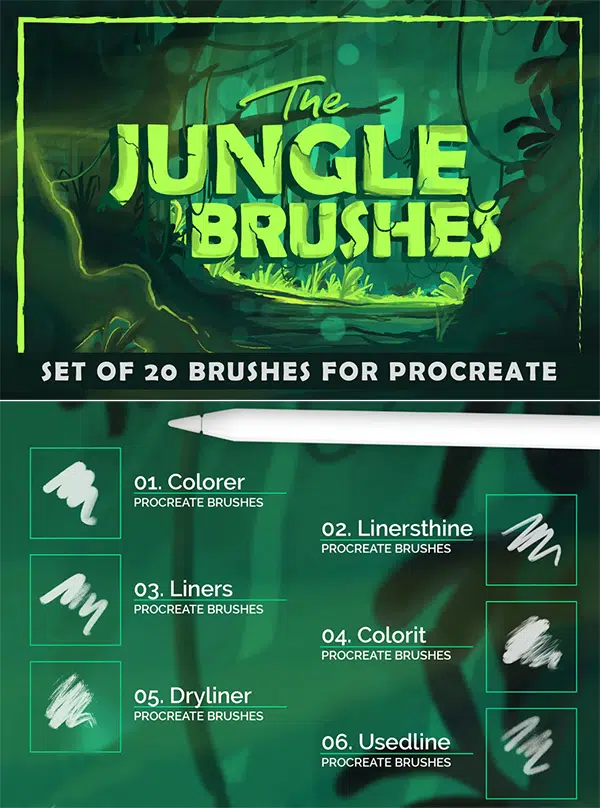 The
JUNGLE
BRUSHES
SET OF 20 BRUSHES FOR PROCREATE
01. Colorer
PROCREATE BRUSHES
02. Linersthine
PROCREATE BRUSHES
03. Liners
PROCREATE BRUSHES
04. Colorit
PROCREATE BRUSHES
05. Dryliner
PROCREATE BRUSHES
06. Usedline
PROCREATE BRUSHES